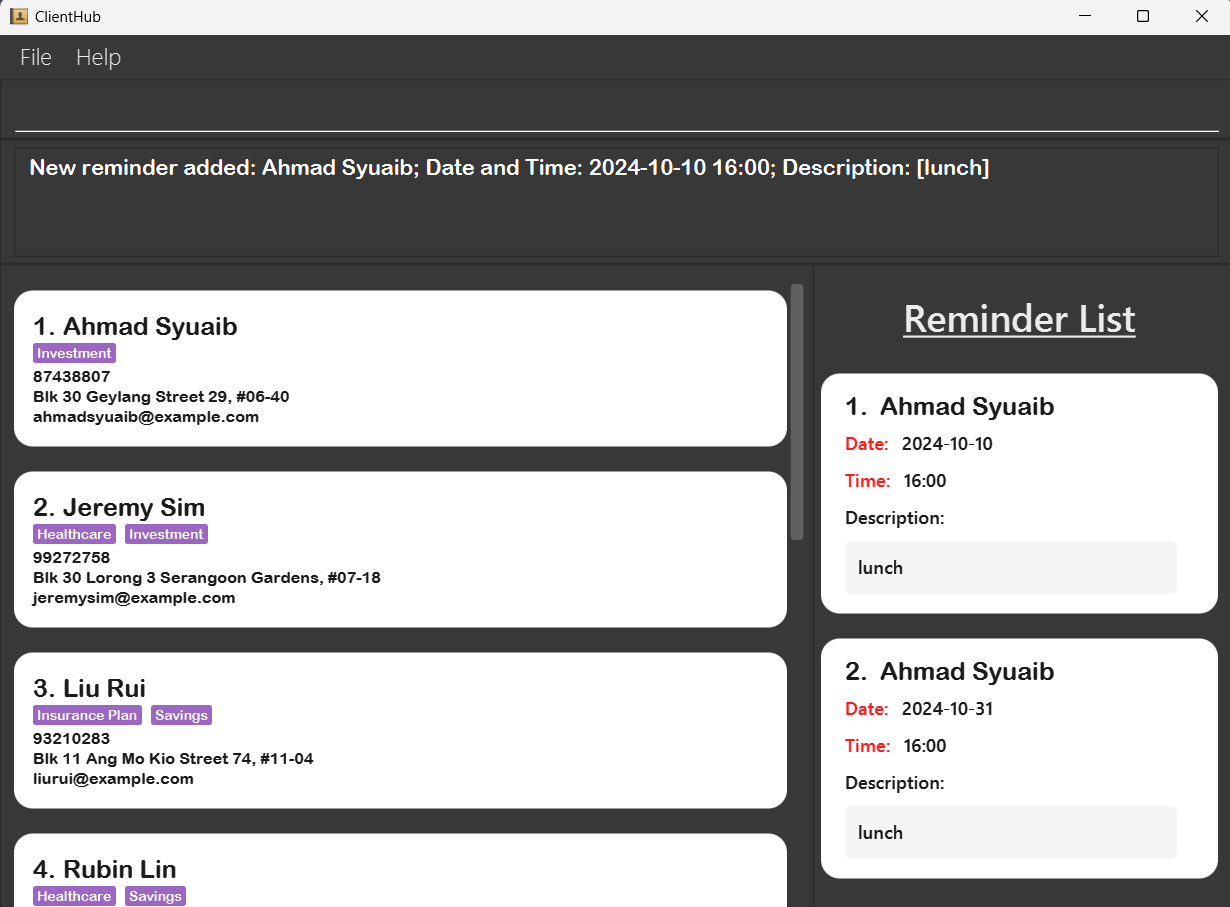 ClientHub
File Help
New reminder added: Ahmad Syuaib; Date and Time: 2024-10-10 16:00; Description: [lunch]
1. Ahmad Syuaib
Investment
87438807
Blk 30 Geylang Street 29, #06-40
ahmadsyuaib@example.com
2. Jeremy Sim
Healthcare Investment
99272758
Blk 30 Lorong 3 Serangoon Gardens, #07-18
jeremysim@example.com
3. Liu Rui
Insurance Plan Savings
93210283
Blk 11 Ang Mo Kio Street 74, #11-04
liurui@example.com
4. Rubin Lin
Healthcare Savings
Reminder List
1. Ahmad Syuaib
Date: 2024-10-10
Time: 16:00
Description:
lunch
2. Ahmad Syuaib
Date: 2024-10-31
Time: 16:00
Description:
lunch